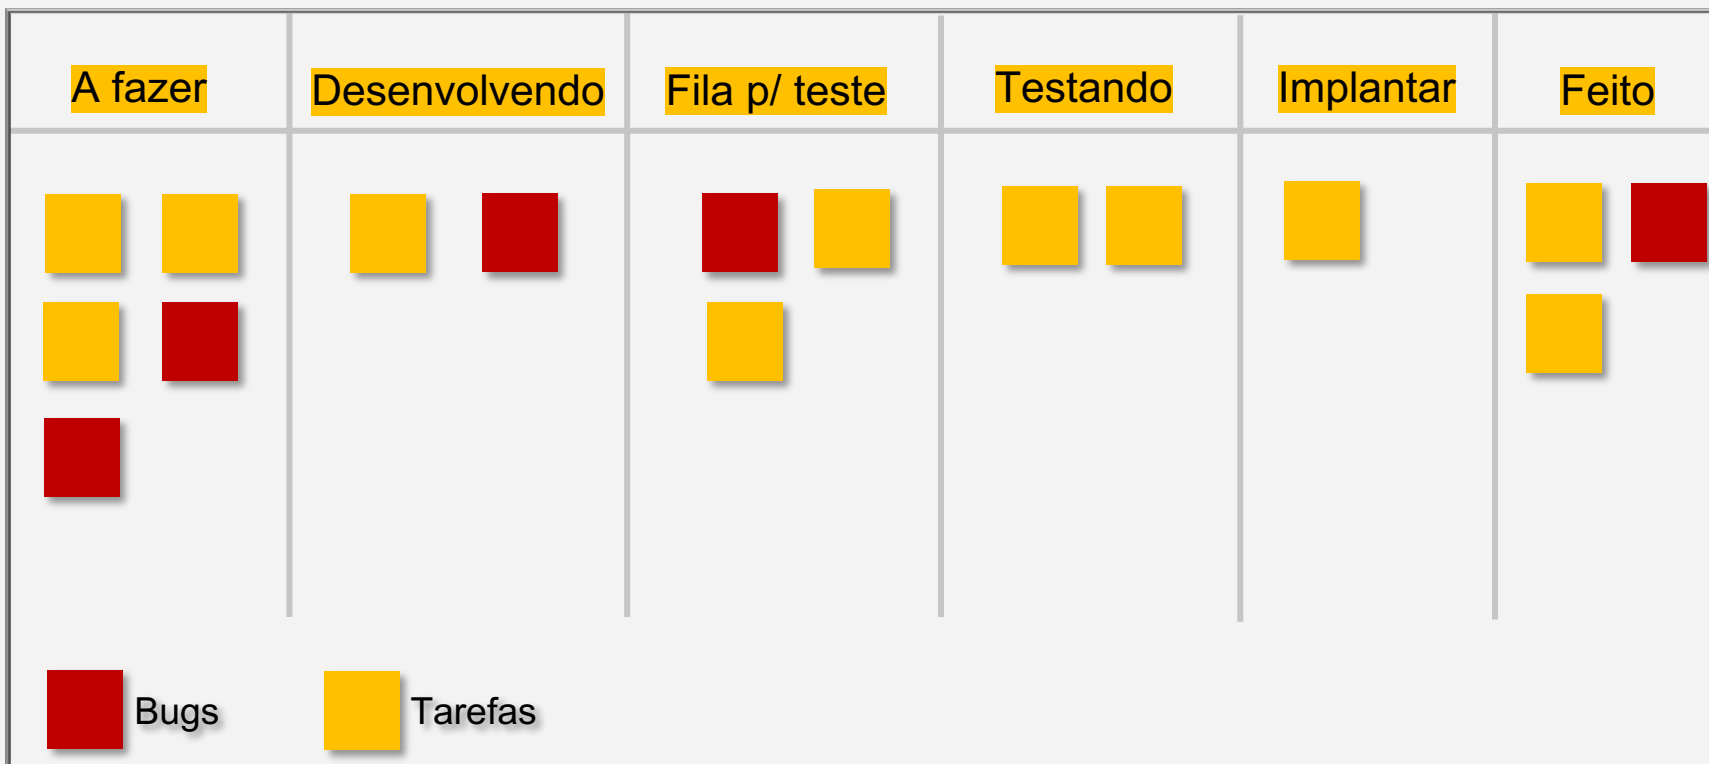 A fazer
Desenvolvendo
Fila p/ teste
Testando
Implantar
Feito
Bugs
Tarefas